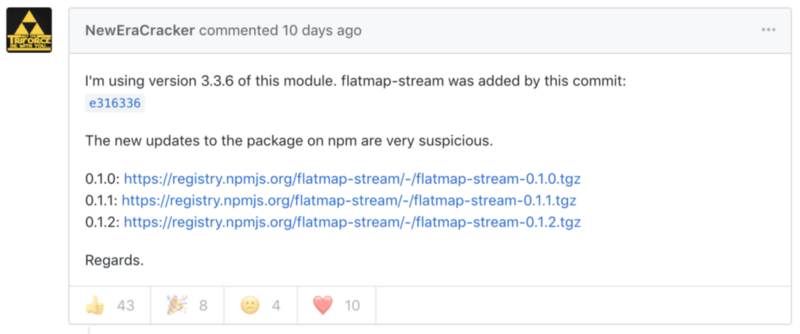 TRIFORCE
BE WITH YOU
NewEraCracker commented 10 days ago
I'm using version 3.3.6 of this module. flatmap-stream was added by this commit:
e316336
The new updates to the package on npm are very suspicious.
0.1.0: https://registry.npmjs.org/flatmap-stream/-/flatmap-stream-0.1.0.tgz
0.1.1: https://registry.npmjs.org/flatmap-stream/-/flatmap-stream-0.1.1.tgz
0.1.2: https://registry.npmjs.org/flatmap-stream/-/flatmap-stream-0.1.2.tgz
Regards.
43 8 4 10